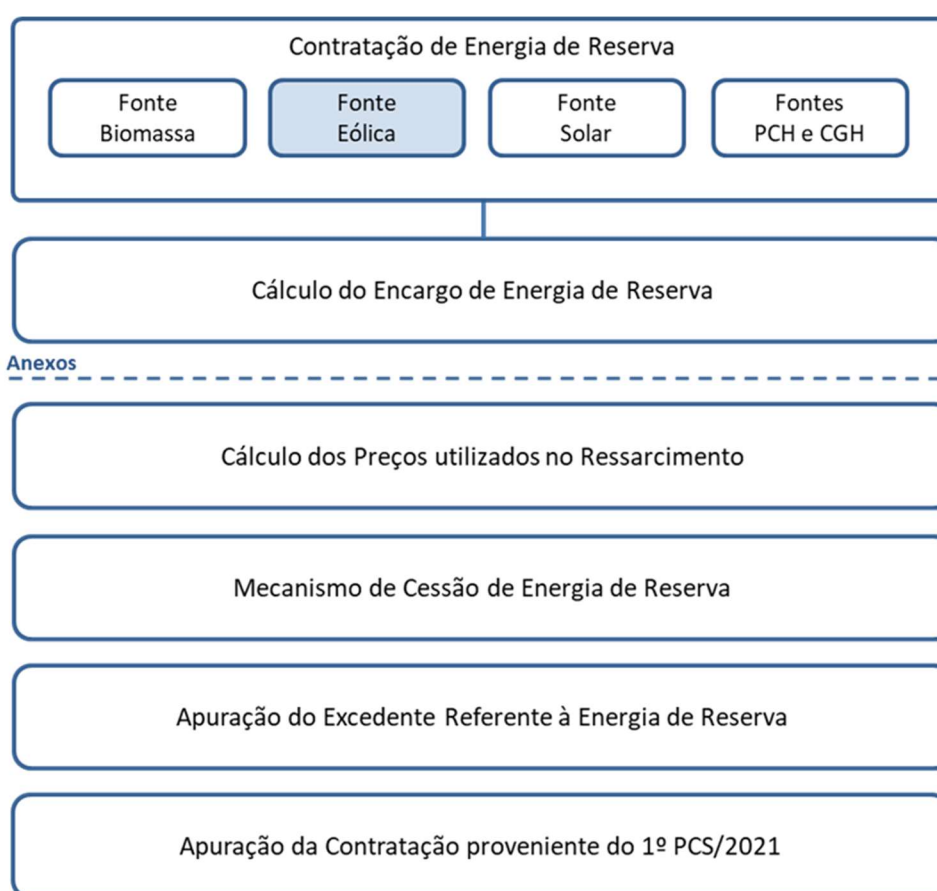 Contratação de Energia de Reserva
Fonte
Biomassa
Fonte
Eólica
Fonte
Solar
Fontes
PCH e CGH
Cálculo do Encargo de Energia de Reserva
Anexos
Cálculo dos Preços utilizados no Ressarcimento
Mecanismo de Cessão de Energia de Reserva
Apuração do Excedente Referente à Energia de Reserva
Apuração da Contratação proveniente do 1º PCS/2021